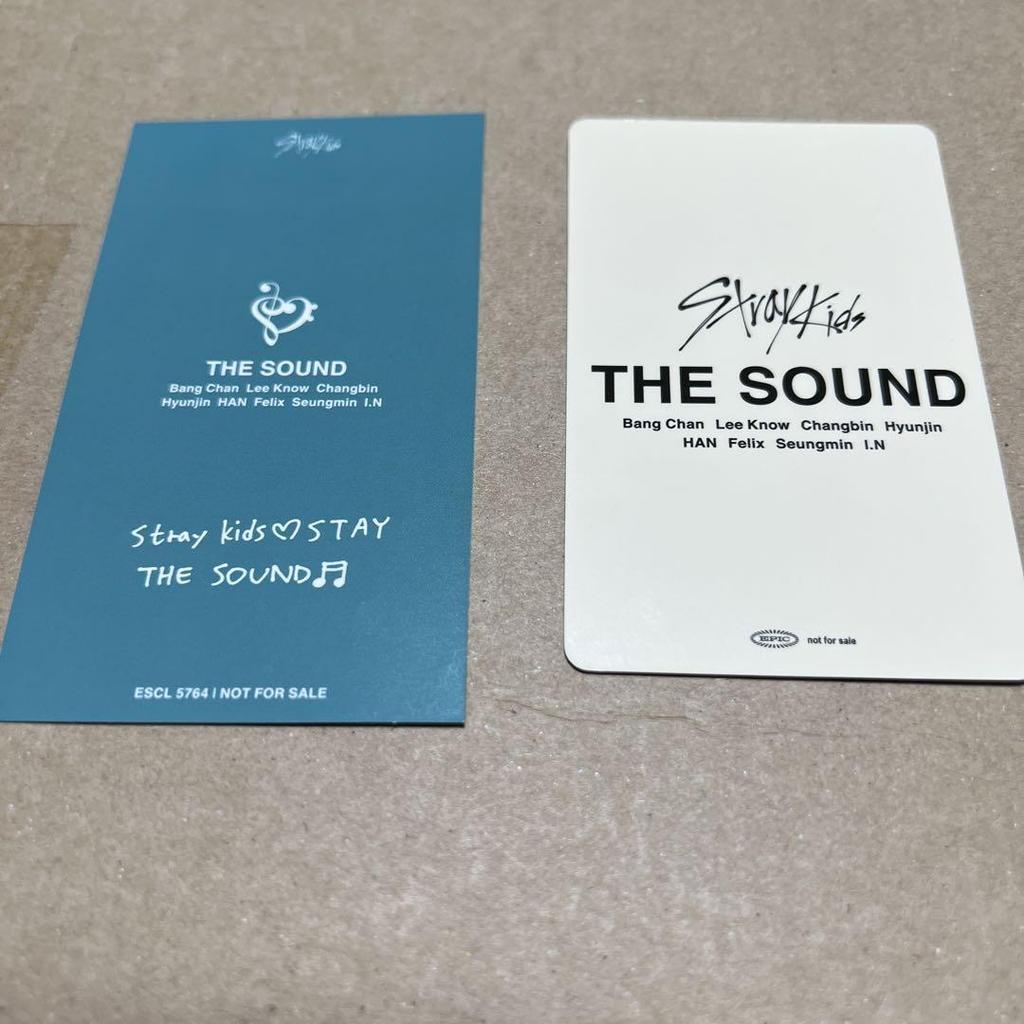 Stray Kids
THE SOUND
Bang Chan Lee Know Changbin
Hyunjin HAN Felix Seungmin I.N
Stray kids♡STAY
THE SOUND♫
ESCL 5764 | NOT FOR SALE
Stray Kids
THE SOUND
Bang Chan Lee Know Changbin Hyunjin
HAN Felix Seungmin I.N
EPIC not for sale